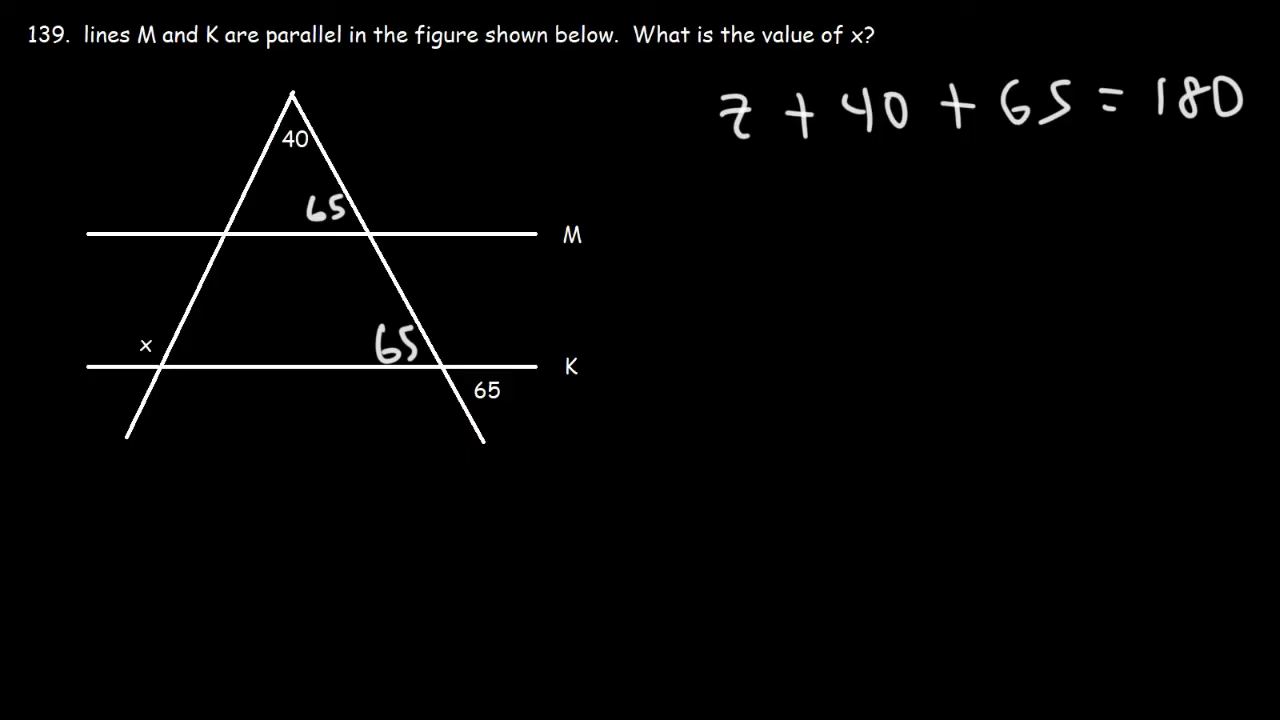 139. lines M and K are parallel in the figure shown below. What is the value of x?
z + 40 + 65 = 180
40
65
M
x
65
K
65